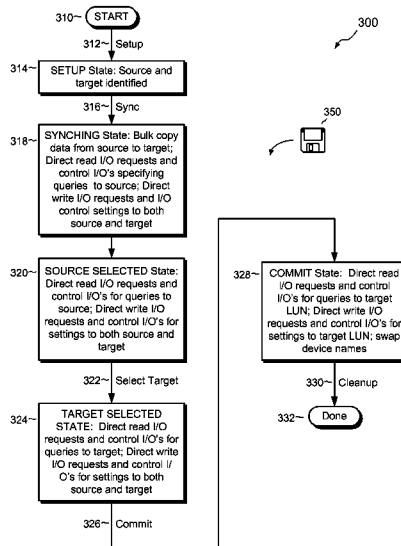 310 START
300
312 Setup
314 SETUP State: Source and
target identified
316 Sync
350
318 SYNCHING State: Bulk copy
data from source to target;
Direct read I/O requests and
control I/O's specifying
queries to source; Direct
write I/O requests and I/O
control settings to both
source and target
320 SOURCE SELECTED State:
Direct read I/O requests and
control I/O's for queries to
source; Direct write I/O
requests and control I/O's for
settings to both source and
target
322 Select Target
324 TARGET SELECTED
STATE: Direct read I/O
requests and control I/O's for
queries to target; Direct write
I/O requests and control I/
O's for settings to both
source and target
326 Commit
328 COMMIT State: Direct read
I/O requests and control
I/O's for queries to target
LUN; Direct write I/O
requests and control I/O's for
settings to target LUN; swap
device names
330 Cleanup
332 Done